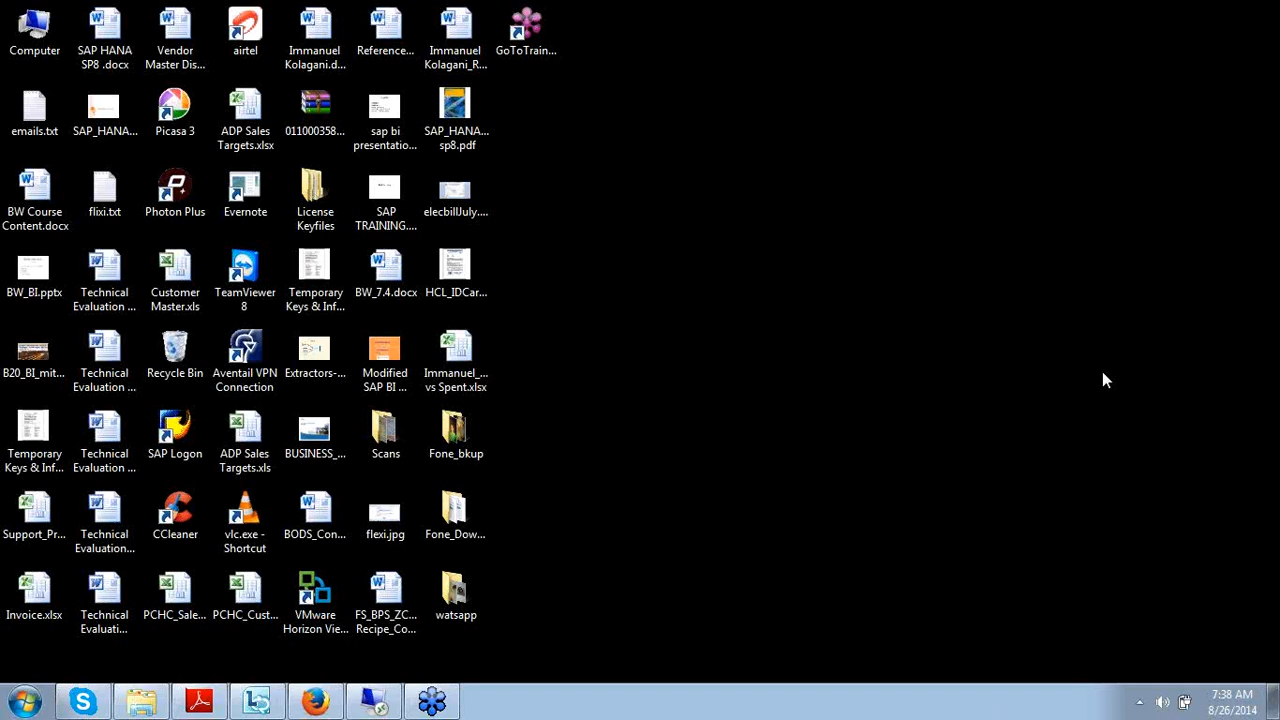 Computer
SAP HANA
SP8 .docx
Vendor
Master Dis...
airtel
Immanuel
Kolagani.d...
Reference...
Immanuel
Kolagani_R...
GoToTrain...
emails.txt
SAP_HANA...
Picasa 3
ADP Sales
Targets.xlsx
011000358...
sap bi
presentatio...
SAP_HANA...
sp8.pdf
BW Course
Content.docx
flixi.txt
Photon Plus
Evernote
License
Keyfiles
SAP
TRAINING....
elecbillJuly....
BW_BI.pptx
Technical
Evaluation ...
Customer
Master.xls
TeamViewer
8
Temporary
Keys & Inf...
BW_7.4.docx
HCL_IDCar...
B20_BI_mit...
Technical
Evaluation ...
Recycle Bin
Aventail VPN
Connection
Extractors-...
Modified
SAP BI ...
Immanuel_...
vs Spent.xlsx
Temporary
Keys & Inf...
Technical
Evaluation ...
SAP Logon
ADP Sales
Targets.xls
BUSINESS_...
Scans
Fone_bkup
Support_Pr...
Technical
Evaluation...
CCleaner
vlc.exe -
Shortcut
BODS_Con...
flexi.jpg
Fone_Dow...
Invoice.xlsx
Technical
Evaluati...
PCHC_Sale...
PCHC_Cust...
VMware
Horizon Vie...
FS_BPS_ZC...
Recipe_Co...
watsapp
7:38 AM
8/26/2014